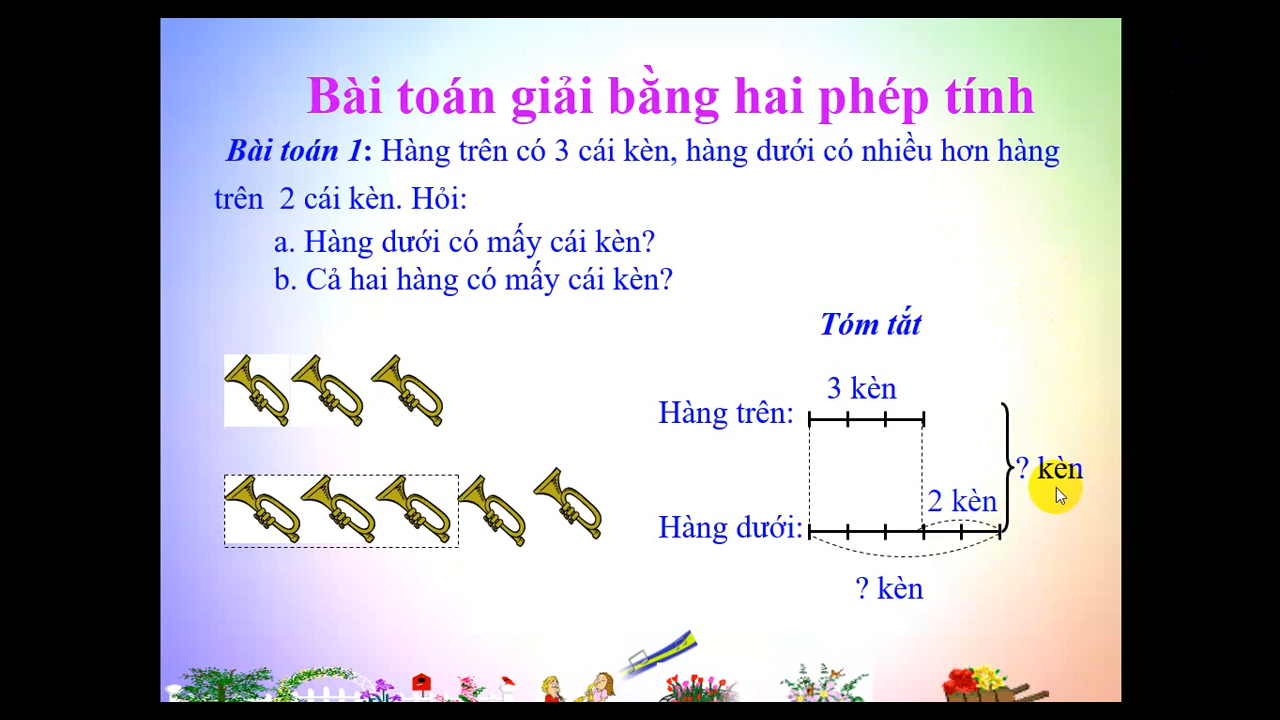 Bài toán giải bằng hai phép tính
Bài toán 1: Hàng trên có 3 cái kèn, hàng dưới có nhiều hơn hàng
trên 2 cái kèn. Hỏi:
a. Hàng dưới có mấy cái kèn?
b. Cả hai hàng có mấy cái kèn?
Tóm tắt
3 kèn
Hàng trên:
? kèn
2 kèn
Hàng dưới:
? kèn